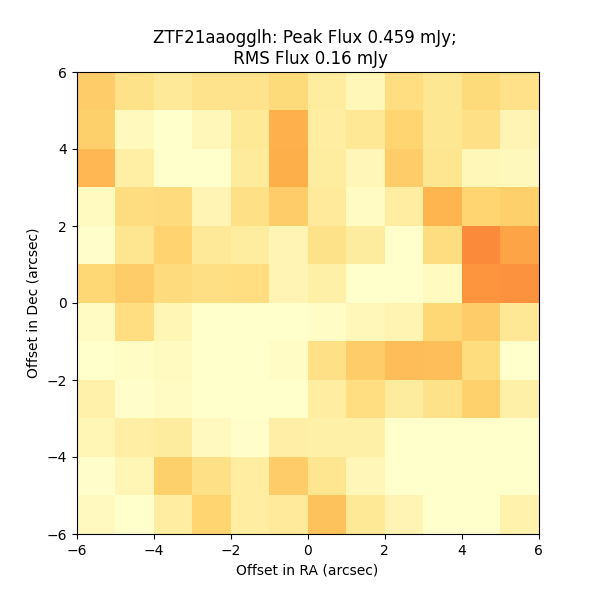 ZTF21aaogglh: Peak Flux 0.459 mJy;
RMS Flux 0.16 mJy
6
4
2
0
−2
−4
−6
Offset in Dec (arcsec)
−6 −4 −2 0 2 4 6
Offset in RA (arcsec)